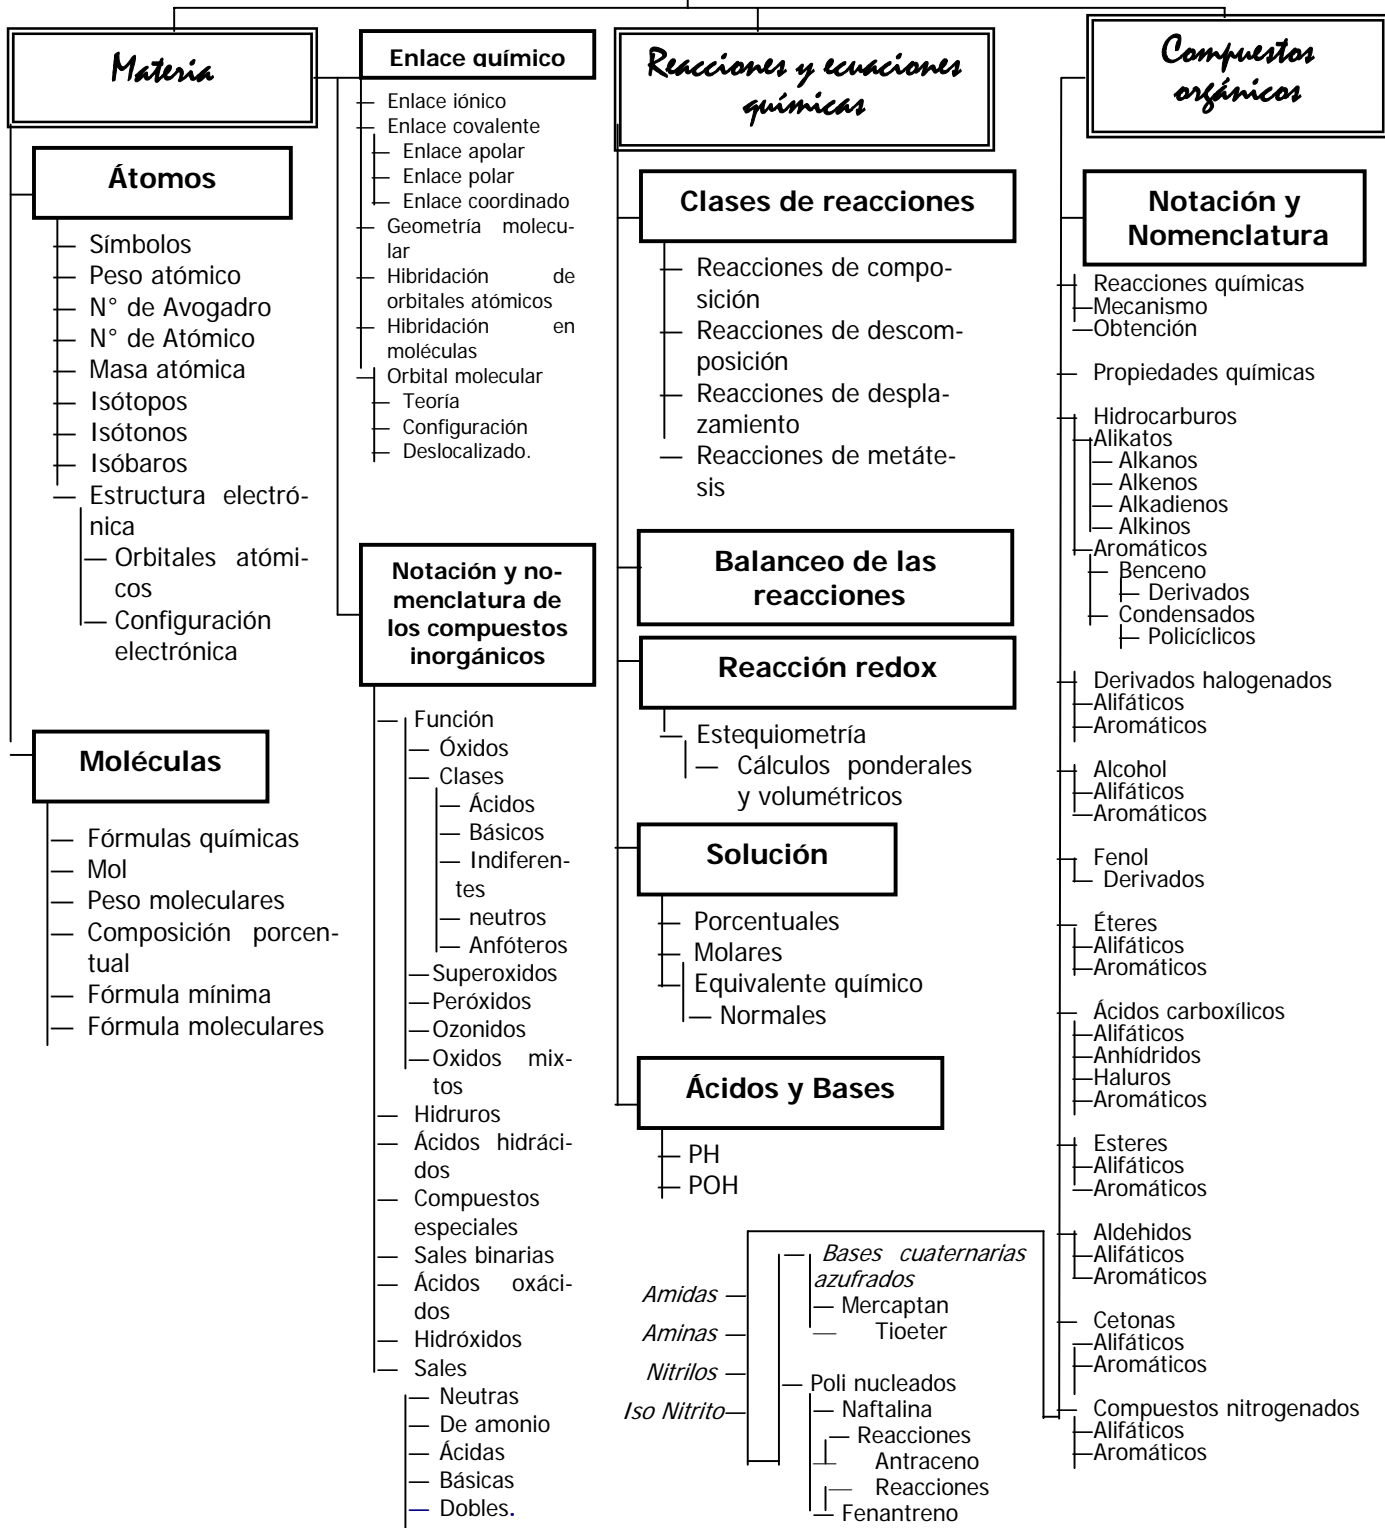 Materia
Átomos
Símbolos
Peso atómico
N° de Avogadro
N° de Atómico
Masa atómica
Isótopos
Isótonos
Isóbaros
Estructura electró-
nica
Orbitales atómi-
cos
Configuración
electrónica
Moléculas
Fórmulas químicas
Mol
Peso moleculares
Composición porcen-
tual
Fórmula mínima
Fórmula moleculares
Enlace químico
Enlace iónico
Enlace covalente
Enlace apolar
Enlace polar
Enlace coordinado
Geometría molecu-
lar
Hibridación de
orbitales atómicos
Hibridación en
moléculas
Orbital molecular
Teoría
Configuración
Deslocalizado.
Notación y no-
menclatura de
los compuestos
inorgánicos
Función
Óxidos
Clases
Ácidos
Básicos
Indiferen-
tes
neutros
Anfóteros
Superoxidos
Peróxidos
Ozonidos
Oxidos mix-
tos
Hidruros
Ácidos hidráci-
dos
Compuestos
especiales
Sales binarias
Ácidos oxáci-
dos
Hidróxidos
Sales
Neutras
De amonio
Ácidas
Básicas
Dobles.
Reacciones y ecuaciones
químicas
Clases de reacciones
Reacciones de compo-
sición
Reacciones de descom-
posición
Reacciones de despla-
zamiento
Reacciones de metáte-
sis
Balanceo de las
reacciones
Reacción redox
Estequiometría
Cálculos ponderales
y volumétricos
Solución
Porcentuales
Molares
Equivalente químico
Normales
Ácidos y Bases
PH
POH
Compuestos
orgánicos
Notación y
Nomenclatura
Reacciones químicas
Mecanismo
Obtención
Propiedades químicas
Hidrocarburos
Alikatos
Alkanos
Alkenos
Alkadienos
Alkinos
Aromáticos
Benceno
Derivados
Condensados
Policíclicos
Derivados halogenados
Alifáticos
Aromáticos
Alcohol
Alifáticos
Aromáticos
Fenol
Derivados
Éteres
Alifáticos
Aromáticos
Ácidos carboxílicos
Alifáticos
Anhídridos
Haluros
Aromáticos
Esteres
Alifáticos
Aromáticos
Aldehidos
Alifáticos
Aromáticos
Cetonas
Alifáticos
Aromáticos
Compuestos nitrogenados
Alifáticos
Aromáticos
Amidas
Aminas
Nitrilos
Iso Nitrito
Bases cuaternarias
azufrados
Mercaptan
Tioeter
Poli nucleados
Naftalina
Reacciones
Antraceno
Reacciones
Fenantreno